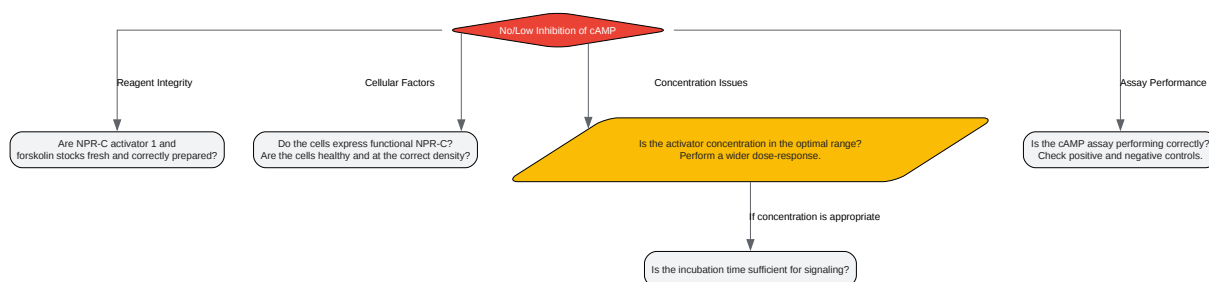 No/Low Inhibition of cAMP
Reagent Integrity
Cellular Factors
Concentration Issues
Assay Performance
Are NPR-C activator 1 and
forskolin stocks fresh and correctly prepared?
Do the cells express functional NPR-C?
Are the cells healthy and at the correct density?
Is the activator concentration in the optimal range?
Perform a wider dose-response.
Is the cAMP assay performing correctly?
Check positive and negative controls.
If concentration is appropriate
Is the incubation time sufficient for signaling?